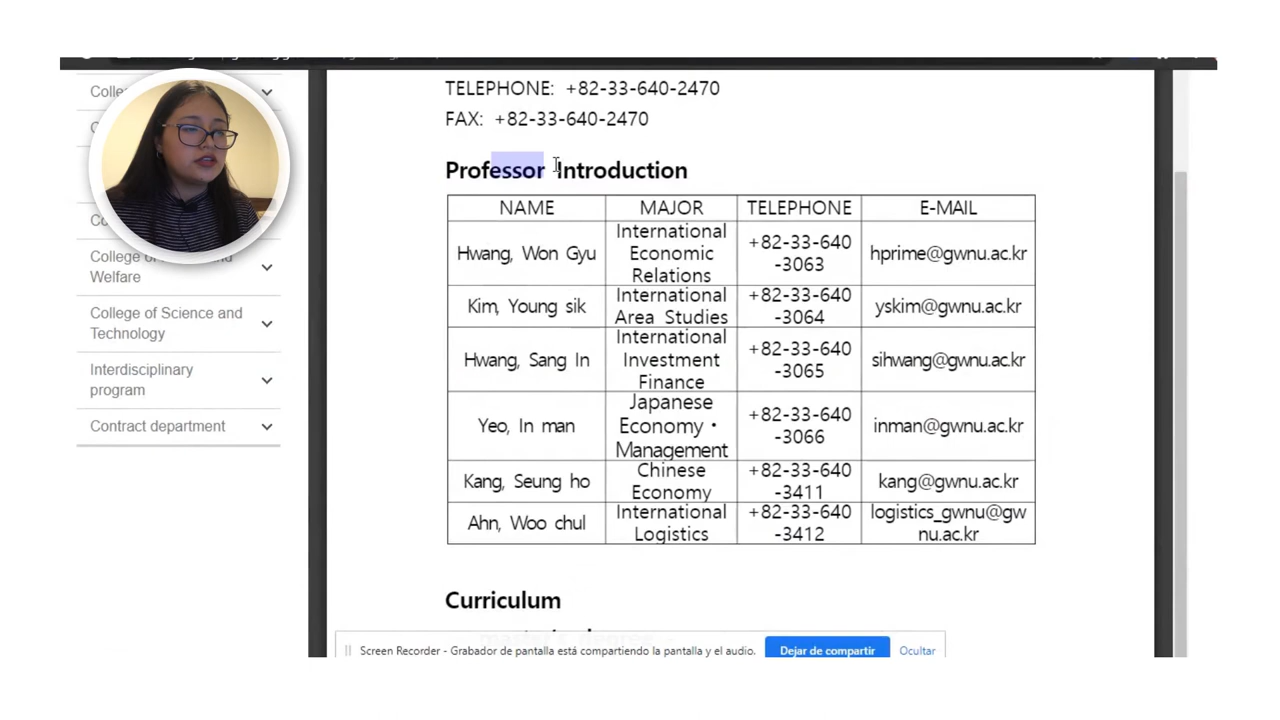 Colle
TELEPHONE: +82-33-640-2470
FAX: +82-33-640-2470
Professor Introduction
NAME MAJOR TELEPHONE E-MAIL
Hwang, Won Gyu International Economic Relations +82-33-640-3063 hprime@gwnu.ac.kr
Kim, Young sik International Area Studies +82-33-640-3064 yskim@gwnu.ac.kr
Hwang, Sang In International Investment Finance +82-33-640-3065 sihwang@gwnu.ac.kr
Yeo, In man Japanese Economy・Management +82-33-640-3066 inman@gwnu.ac.kr
Kang, Seung ho Chinese Economy +82-33-640-3411 kang@gwnu.ac.kr
Ahn, Woo chul International Logistics +82-33-640-3412 logistics_gwnu@gwnu.ac.kr
Curriculum
College of
Welfare
College of Science and
Technology
Interdisciplinary
program
Contract department
Screen Recorder - Grabador de pantalla está compartiendo la pantalla y el audio. Dejar de compartir Ocultar